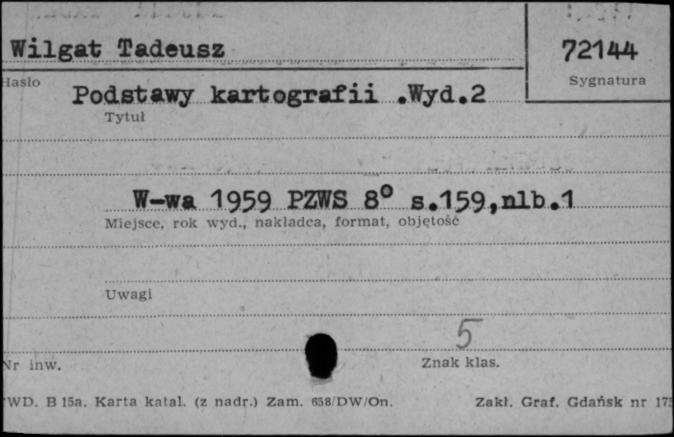 Wilgat Tadeusz
72144
Hasło
Sygnatura
Podstawy kartografii .Wyd.2
Tytuł
W-wa 1959 PZWS 8° s.159,nlb.1
Miejsce, rok wyd., nakładca, format, objętość
Uwagi
5
Nr inw.
Znak klas.
WD. B 15a. Karta katal. (z nadr.) Zam. 658/DW/On.
Zakł. Graf. Gdańsk nr